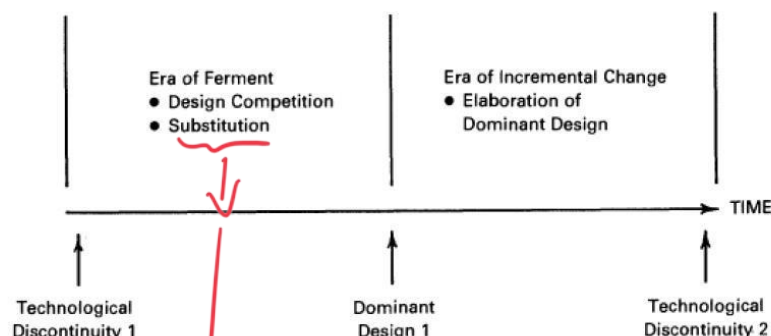 Era of Ferment
● Design Competition
● Substitution
Era of Incremental Change
● Elaboration of
Dominant Design
TIME
Technological
Discontinuity 1
Dominant
Design 1
Technological
Discontinuity 2